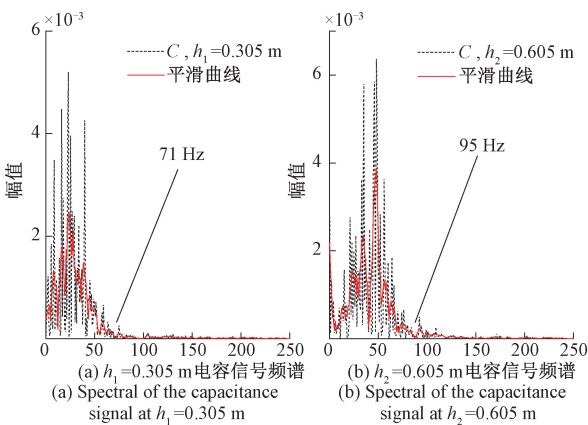 ×10⁻³
6
4
2
0 50 100 150 200 250
幅值
C , h₁=0.305 m
平滑曲线
71 Hz
(a) h₁=0.305 m电容信号频谱
(a) Spectral of the capacitance
signal at h₁=0.305 m
×10⁻³
6
4
2
0 50 100 150 200 250
幅值
C , h₂=0.605 m
平滑曲线
95 Hz
(b) h₂=0.605 m电容信号频谱
(b) Spectral of the capacitance
signal at h₂=0.605 m